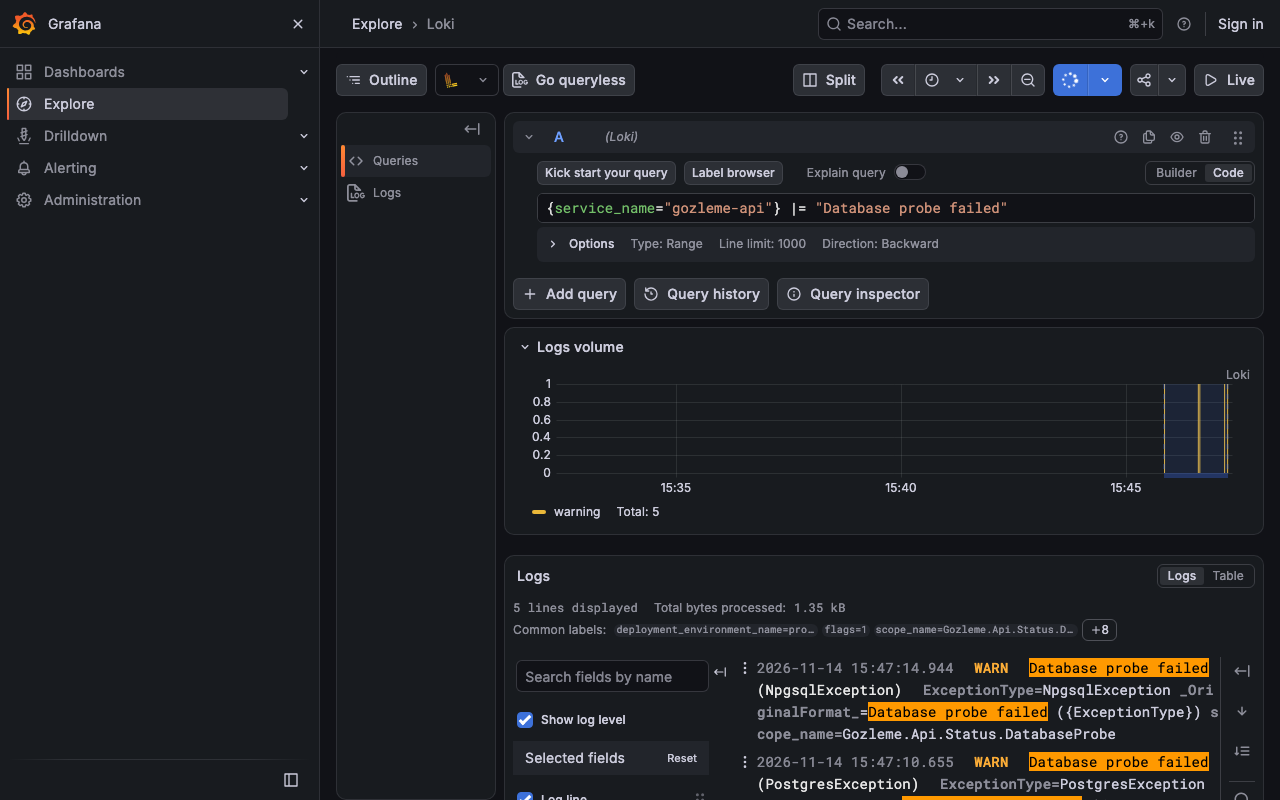 Grafana
Dashboards
Explore
Drilldown
Alerting
Administration
Explore › Loki
Search...
⌘+k
Sign in
Outline
Go queryless
Split
Live
Queries
Logs
A
(Loki)
Kick start your query
Label browser
Explain query
Builder
Code
{service_name="gozleme-api"} |= "Database probe failed"
Options Type: Range Line limit: 1000 Direction: Backward
Add query
Query history
Query inspector
Logs volume
Loki
1
0.8
0.6
0.4
0.2
0
15:35
15:40
15:45
warning Total: 5
Logs
Logs
Table
5 lines displayed Total bytes processed: 1.35 kB
Common labels: deployment_environment_name=pro… flags=1 scope_name=Gozleme.Api.Status.D… +8
Search fields by name
Show log level
Selected fields
Reset
Log line
2026-11-14 15:47:14.944 WARN Database probe failed
(NpgsqlException) ExceptionType=NpgsqlException _Ori
ginalFormat_=Database probe failed ({ExceptionType}) s
cope_name=Gozleme.Api.Status.DatabaseProbe
2026-11-14 15:47:10.655 WARN Database probe failed
(PostgresException) ExceptionType=PostgresException